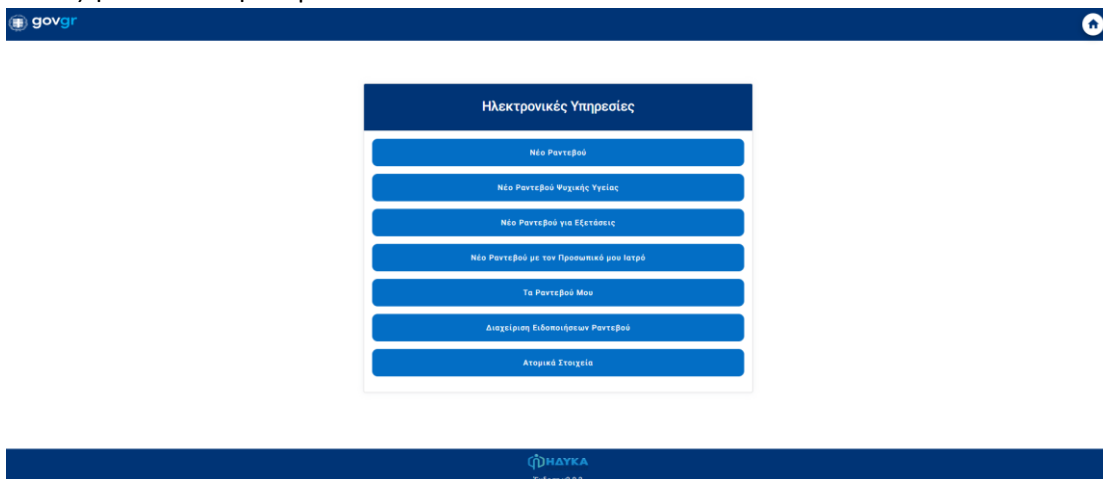 govgr
Ηλεκτρονικές Υπηρεσίες
Νέο Ραντεβού
Νέο Ραντεβού Ψυχικής Υγείας
Νέο Ραντεβού για Εξετάσεις
Νέο Ραντεβού με τον Προσωπικό μου Ιατρό
Τα Ραντεβού Μου
Διαχείριση Ειδοποιήσεων Ραντεβού
Ατομικά Στοιχεία
ΗΔΥΚΑ